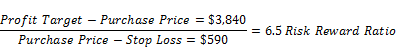 Profit Target − Purchase Price = $3,840
Purchase Price − Stop Loss = $590
= 6.5 Risk Reward Ratio